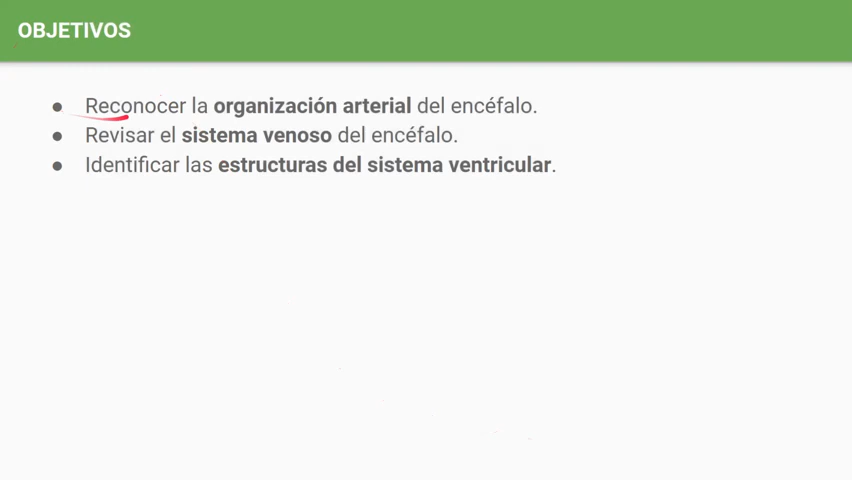 OBJETIVOS
● Reconocer la organización arterial del encéfalo.
● Revisar el sistema venoso del encéfalo.
● Identificar las estructuras del sistema ventricular.